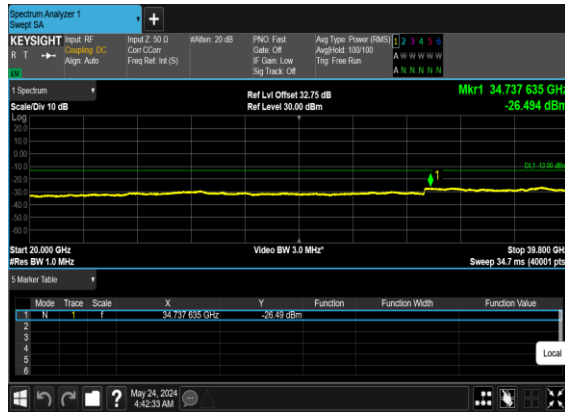 Spectrum Analyzer 1
Swept SA
+
KEYSIGHT Input: RF Input Z: 50 Ω #Atten: 20 dB PNO: Fast Avg Type: Power (RMS) 1 2 3 4 5 6
R T Coupling: DC Corr CCorr Gate: Off Avg|Hold: 100/100 A W W W W W
Align: Auto Freq Ref: Int (S) IF Gain: Low Trig: Free Run
Sig Track: Off A N N N N N
1 Spectrum Ref Lvl Offset 32.75 dB Mkr1 34.737 635 GHz
Scale/Div 10 dB Ref Level 30.00 dBm -26.494 dBm
Log
20.0
10.0
0.00
-10.0
DL1 -13.00 dBm
1
-20.0
-30.0
-40.0
-50.0
-60.0
Start 20.000 GHz Video BW 3.0 MHz* Stop 39.800 GHz
#Res BW 1.0 MHz Sweep 34.7 ms (40001 pts)
5 Marker Table
Mode Trace Scale X Y Function Function Width Function Value
1 N 1 f 34.737 635 GHz -26.49 dBm
2
3
4
5
6
Local
? May 24, 2024
4:42:33 AM